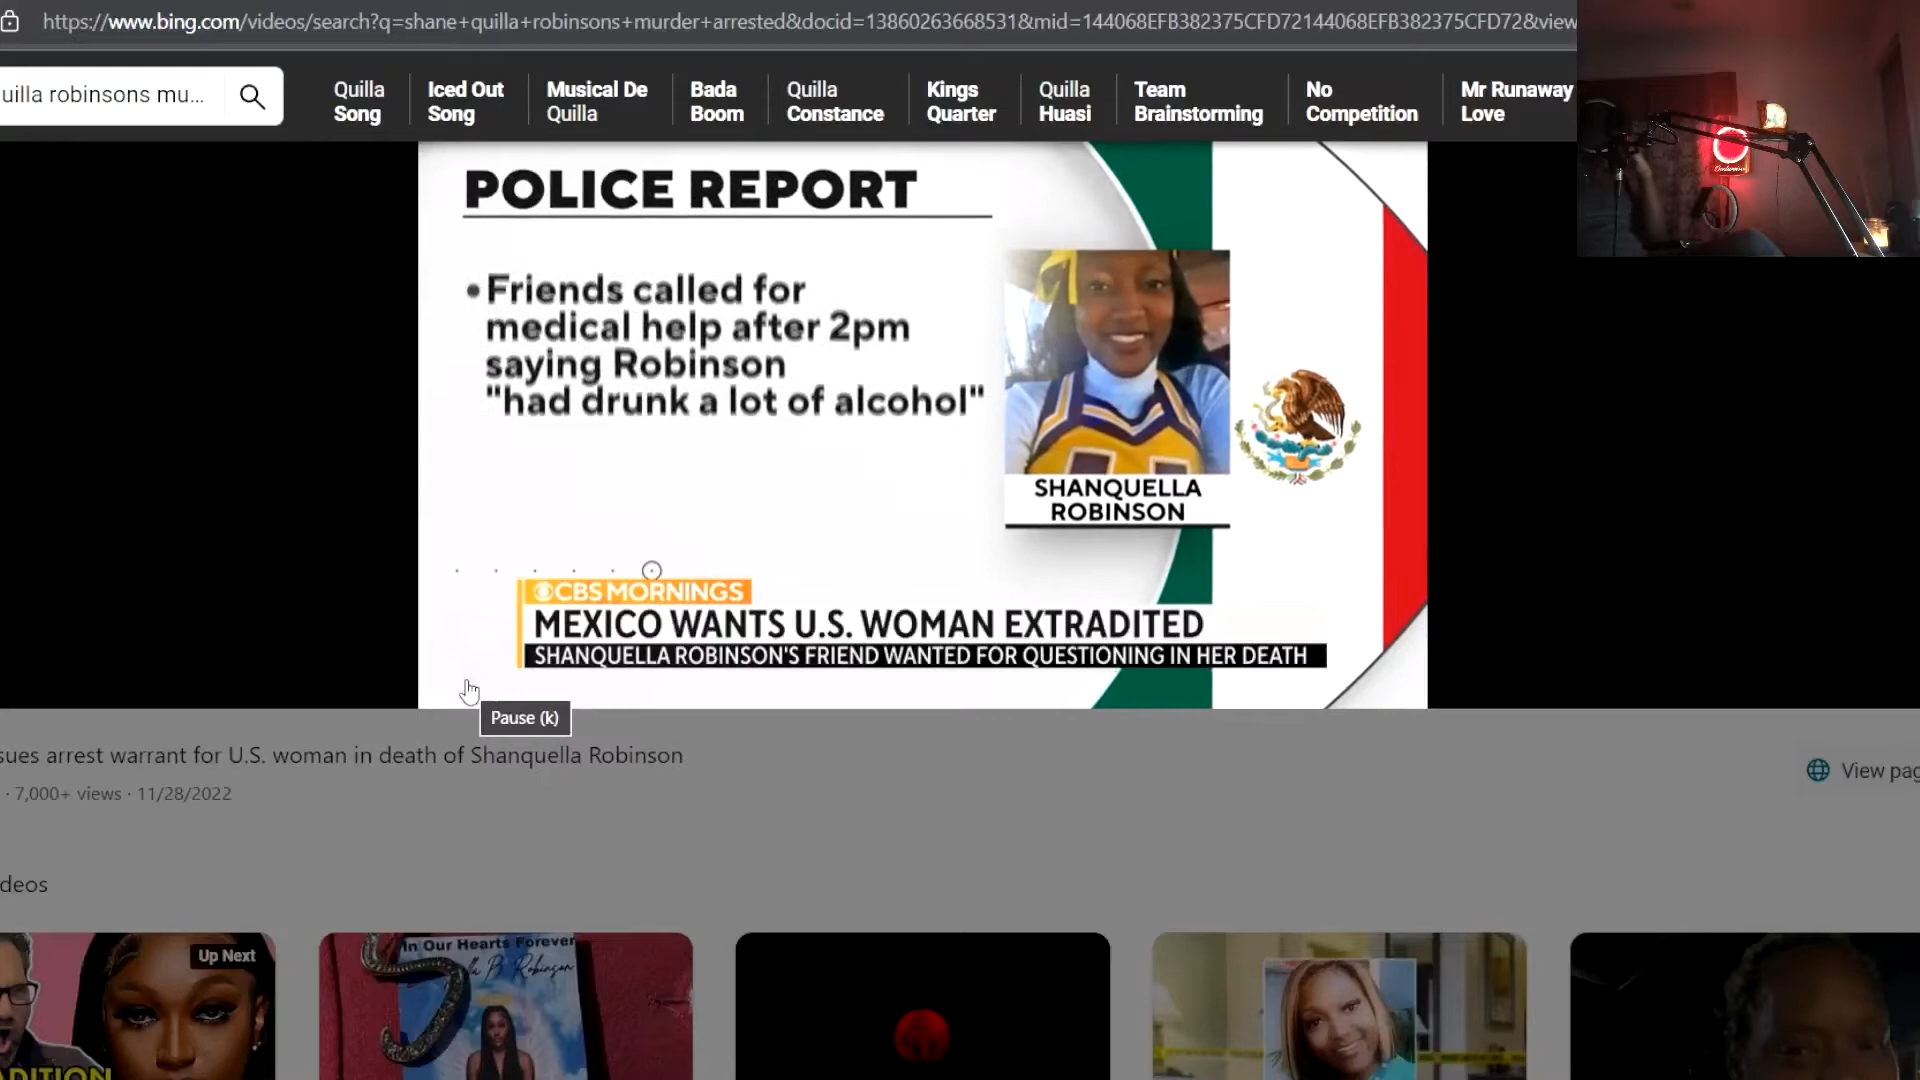 https://www.bing.com/videos/search?q=shane+quilla+robinsons+murder+arrested&docid=13860263668531&mid=144068EFB382375CFD72144068EFB382375CFD72&view
uilla robinsons mu...
Quilla Song
Iced Out Song
Musical De Quilla
Bada Boom
Quilla Constance
Kings Quarter
Quilla Huasi
Team Brainstorming
No Competition
Mr Runaway Love
POLICE REPORT
•Friends called for
medical help after 2pm
saying Robinson
"had drunk a lot of alcohol"
SHANQUELLA
ROBINSON
CBS MORNINGS
MEXICO WANTS U.S. WOMAN EXTRADITED
SHANQUELLA ROBINSON'S FRIEND WANTED FOR QUESTIONING IN HER DEATH
Pause (k)
sues arrest warrant for U.S. woman in death of Shanquella Robinson
· 7,000+ views · 11/28/2022
View pag
deos
Up Next
In Our Hearts Forever
B Robinson
ADITION